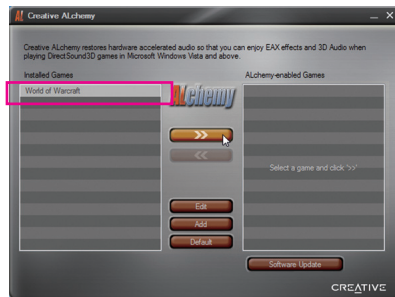 Creative ALchemy
Creative ALchemy restores hardware accelerated audio so that you can enjoy EAX effects and 3D Audio when
playing DirectSound3D games in Microsoft Windows Vista and above.
Installed Games
ALchemy-enabled Games
World of Warcraft
ALchemy
>>
<<
Select a game and click '>>'
Edit
Add
Default
Software Update
CREATIVE